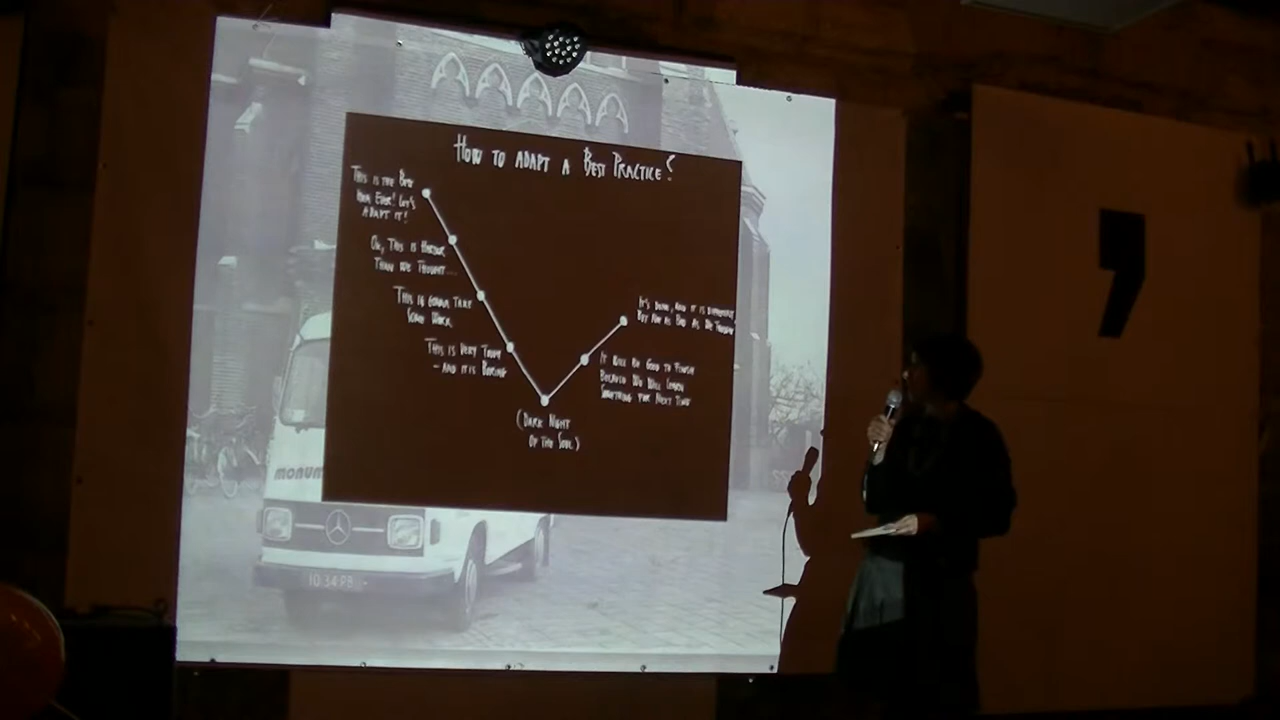 HOW TO ADAPT A BEST PRACTICE?
THIS IS THE BEST
IDEA EVER! LET'S
ADAPT IT!
OK, THIS IS HARDER
THAN WE THOUGHT...
THIS IS GONNA TAKE
SOME WORK.
THIS IS VERY TOUGH
- AND IT IS BORING
(DARK NIGHT
OF THE SOUL)
IT'S DONE, AND IT IS DIFFERENT
BUT NOT AS BAD AS WE THOUGHT
IT WILL BE GOOD TO FINISH
BECAUSE WE WILL LEARN
SOMETHING FOR NEXT TIME
monum
10-34-PB